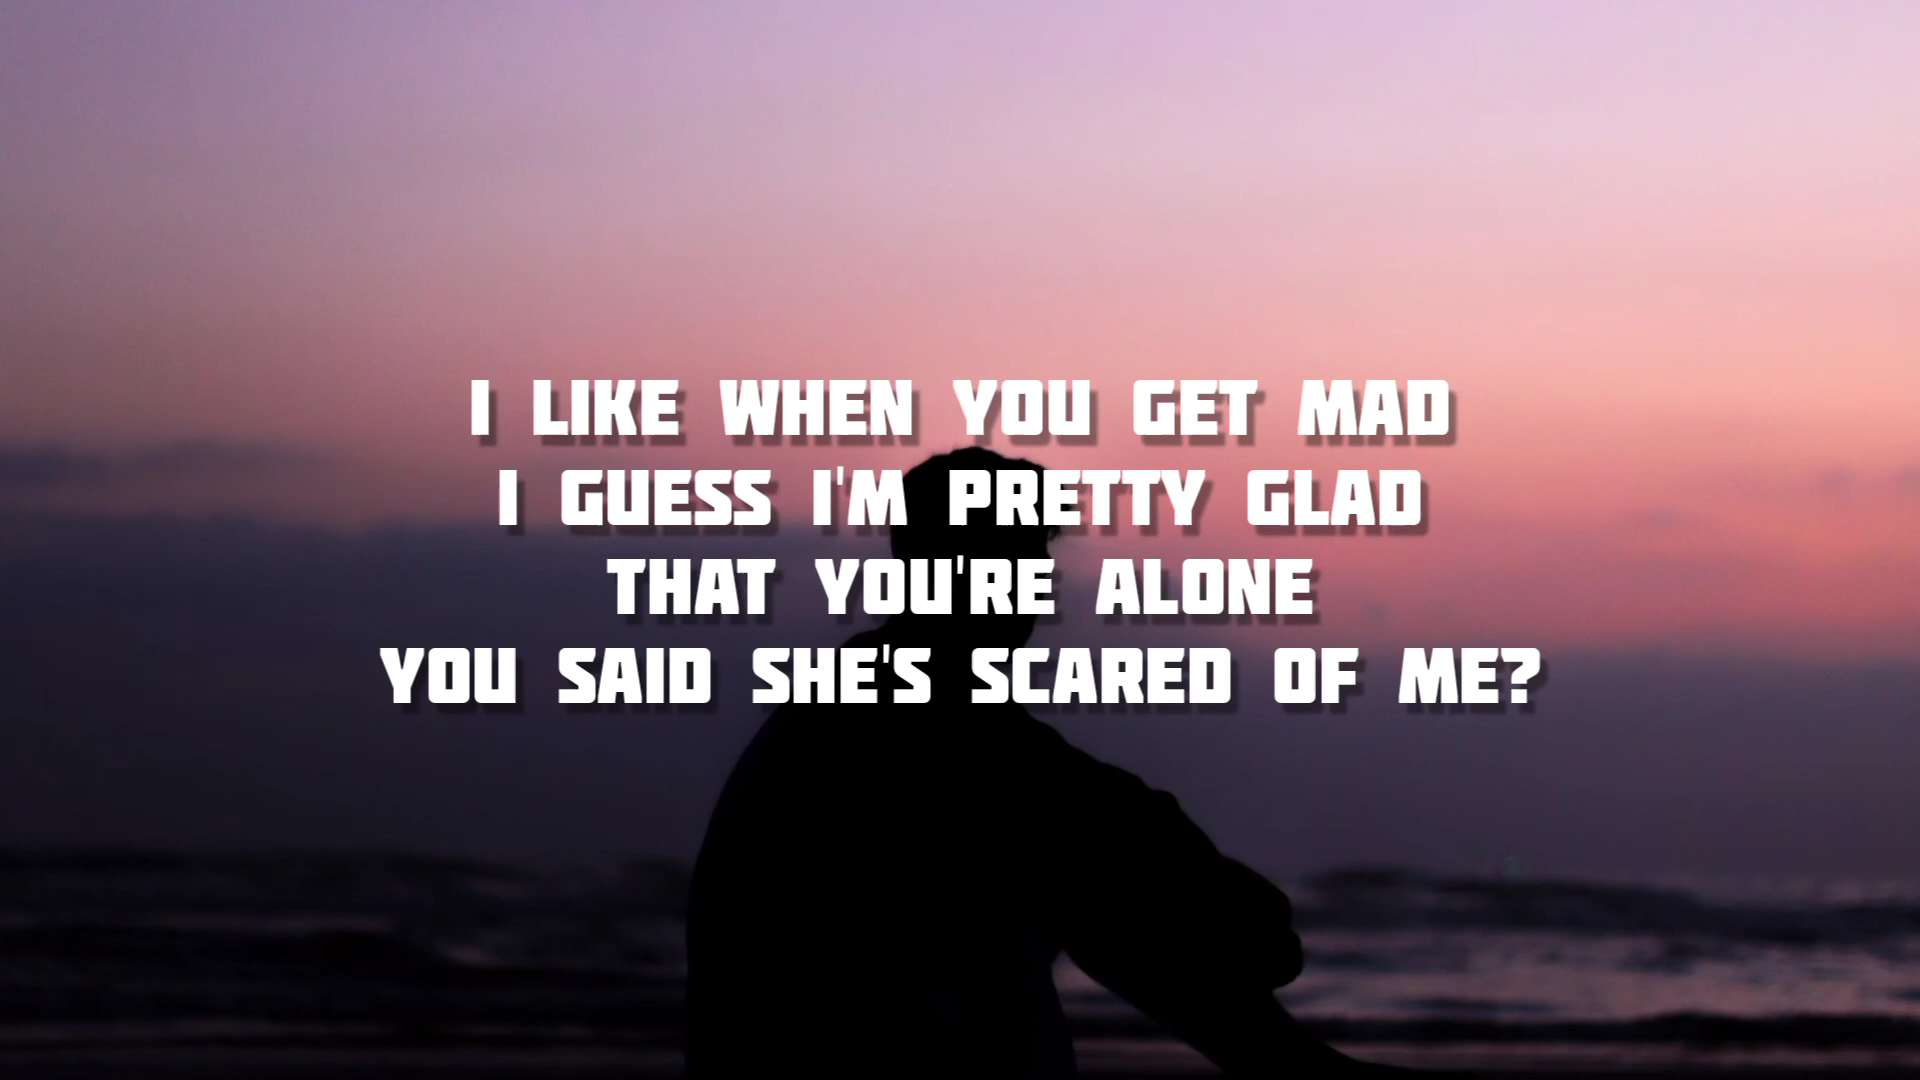 I LIKE WHEN YOU GET MAD
I GUESS I'M PRETTY GLAD
THAT YOU'RE ALONE
YOU SAID SHE'S SCARED OF ME?